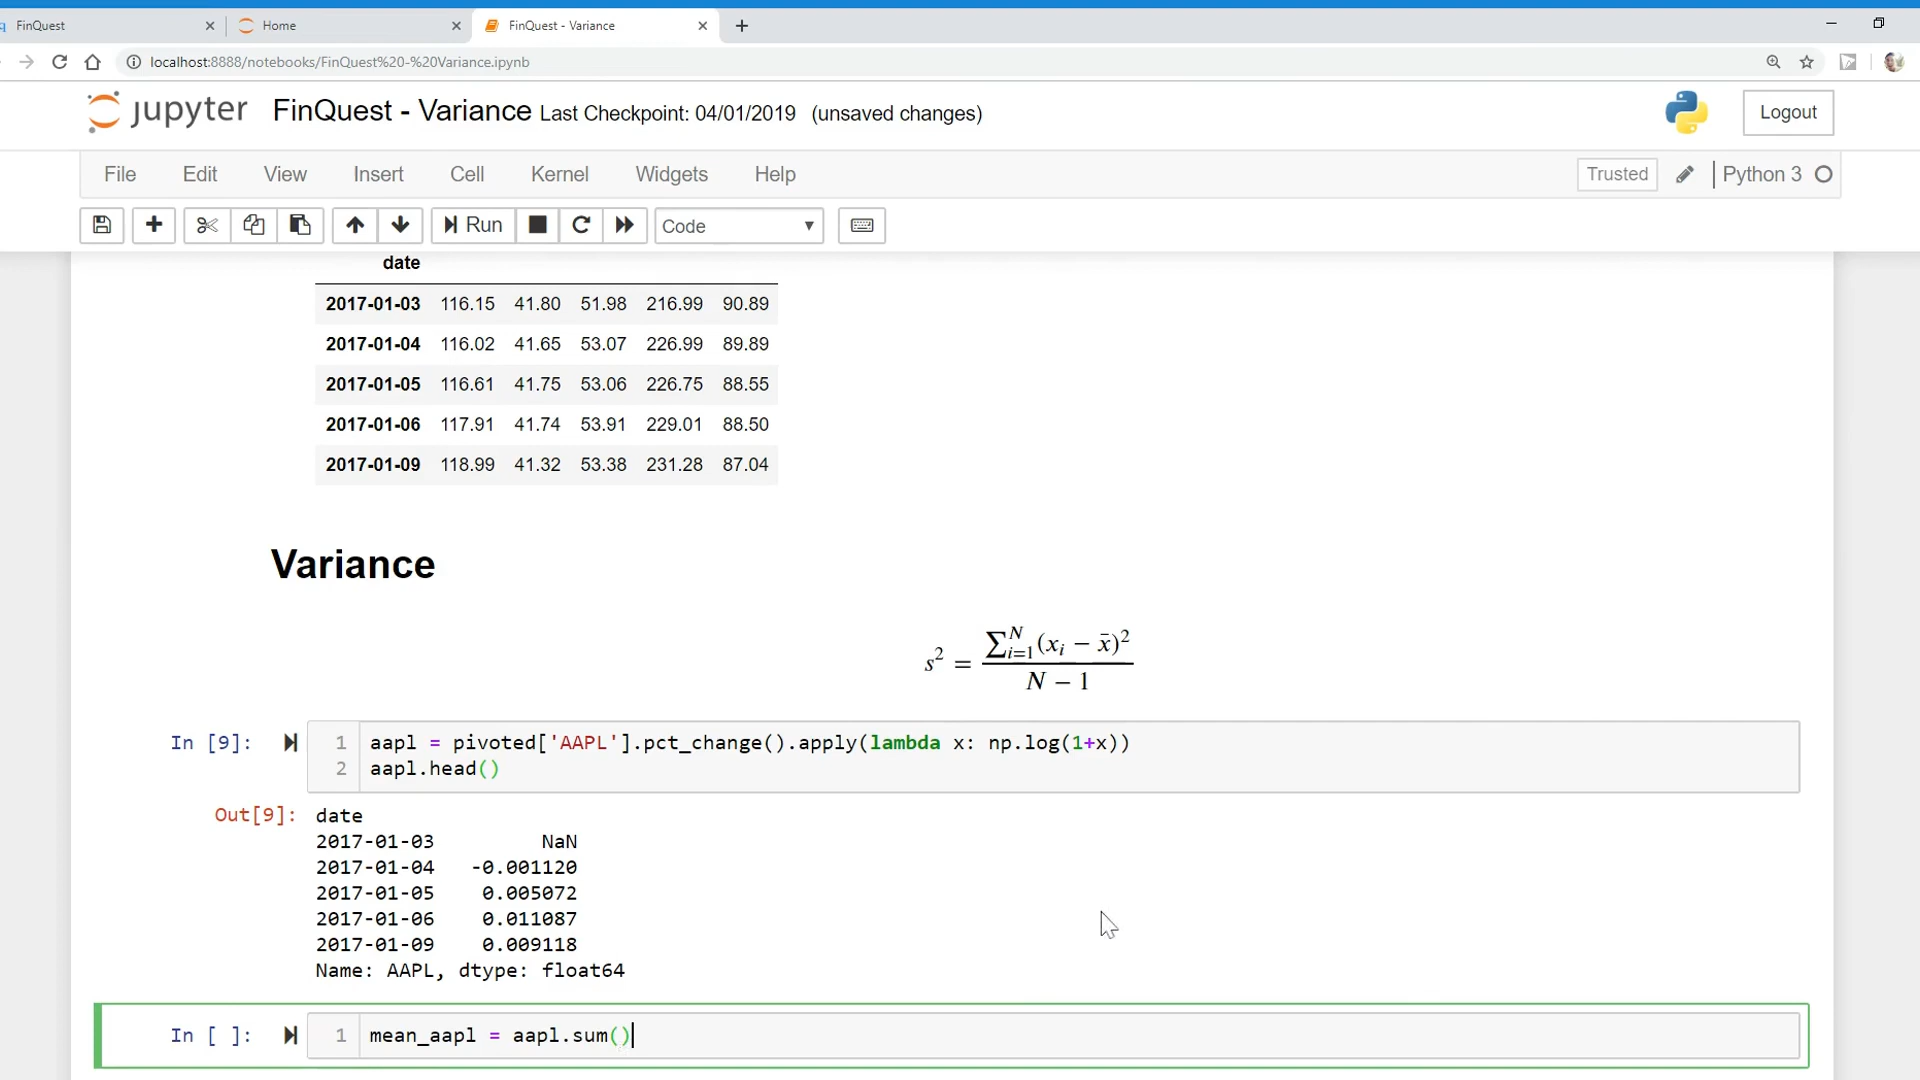 FinQuest
Home
FinQuest - Variance
localhost:8888/notebooks/FinQuest%20-%20Variance.ipynb
jupyter FinQuest - Variance Last Checkpoint: 04/01/2019 (unsaved changes)
Logout
File Edit View Insert Cell Kernel Widgets Help
Trusted
Python 3
Run
Code
date
2017-01-03 116.15 41.80 51.98 216.99 90.89
2017-01-04 116.02 41.65 53.07 226.99 89.89
2017-01-05 116.61 41.75 53.06 226.75 88.55
2017-01-06 117.91 41.74 53.91 229.01 88.50
2017-01-09 118.99 41.32 53.38 231.28 87.04
Variance
s² = ∑ᵢ₌₁ᴺ (xᵢ − x̄)² / N − 1
In [9]:
1 aapl = pivoted['AAPL'].pct_change().apply(lambda x: np.log(1+x))
2 aapl.head()
Out[9]: date
2017-01-03 NaN
2017-01-04 -0.001120
2017-01-05 0.005072
2017-01-06 0.011087
2017-01-09 0.009118
Name: AAPL, dtype: float64
In [ ]: 1 mean_aapl = aapl.sum()